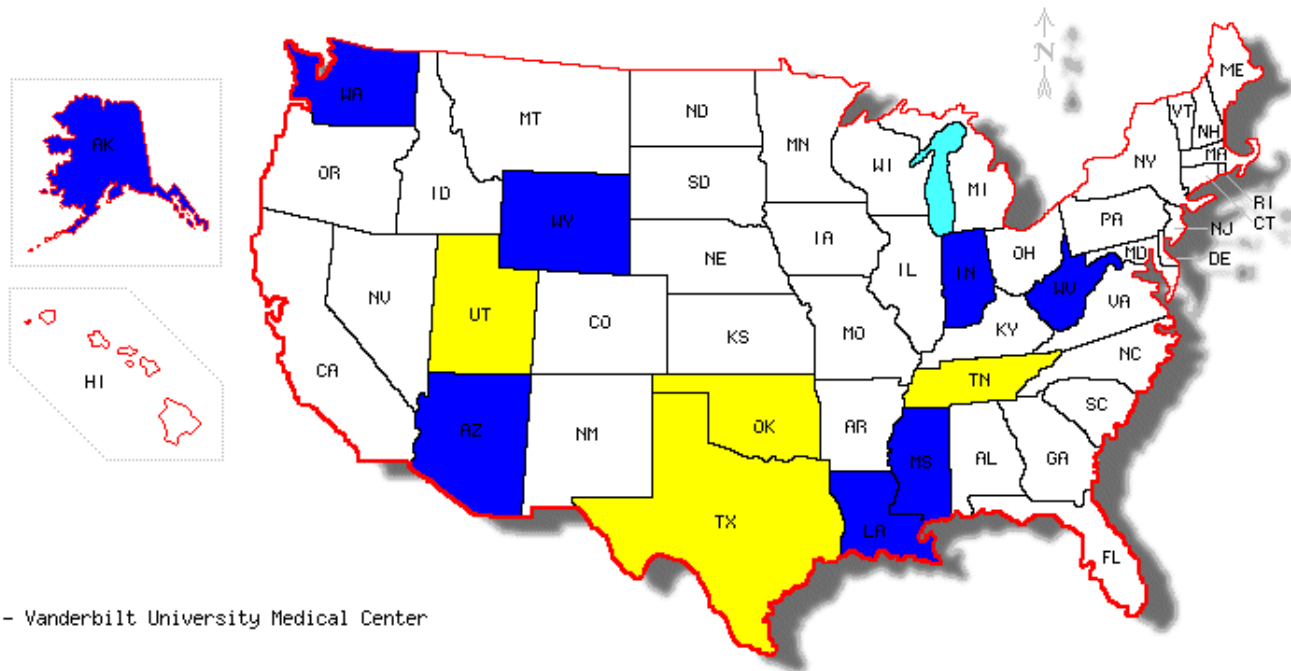 N
ME
WA
VT
AK
MT
ND
MN
NH
MA
NY
WI
OR
ID
SD
MI
RI
CT
WY
PA
NJ
IA
NE
OH
MD
DE
IL
IN
WV
NV
UT
VA
CO
KS
MO
KY
CA
HI
NC
TN
SC
AZ
NM
OK
AR
MS
AL
GA
TX
LA
FL
- Vanderbilt University Medical Center